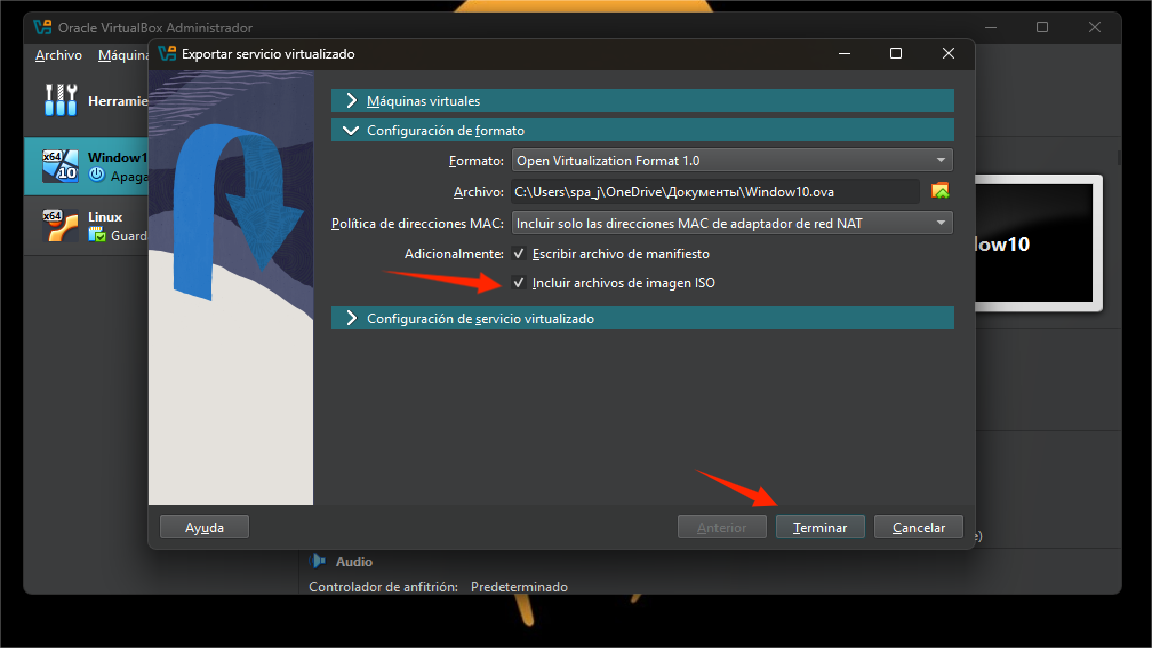 Oracle VirtualBox Administrador
Archivo Máquina
Herramie
x64
10
Window1
Apaga
x64
Linux
Guard
Exportar servicio virtualizado
Máquinas virtuales
Configuración de formato
Formato: Open Virtualization Format 1.0
Archivo: C:\Users\spa_j\OneDrive\Документы\Window10.ova
Política de direcciones MAC: Incluir solo las direcciones MAC de adaptador de red NAT
Adicionalmente: Escribir archivo de manifiesto
Incluir archivos de imagen ISO
Configuración de servicio virtualizado
Ayuda Anterior Terminar Cancelar
dow10
e)
Audio
Controlador de anfitrión: Predeterminado